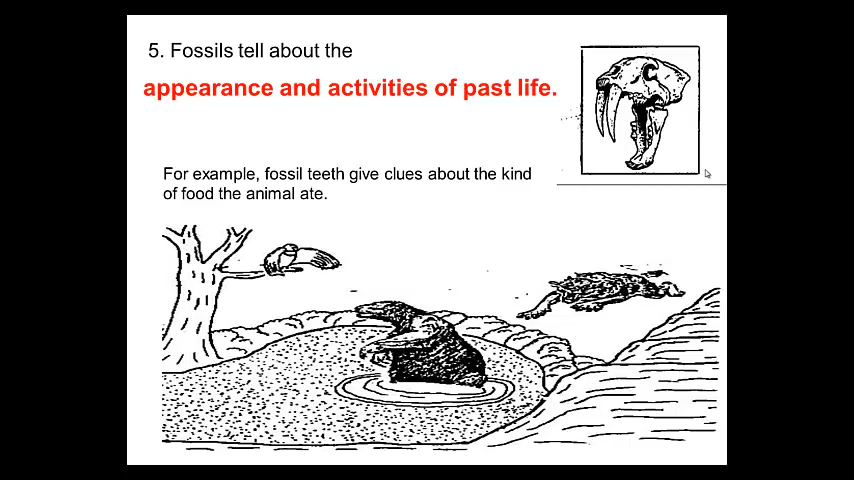 5. Fossils tell about the
appearance and activities of past life.
For example, fossil teeth give clues about the kind
of food the animal ate.